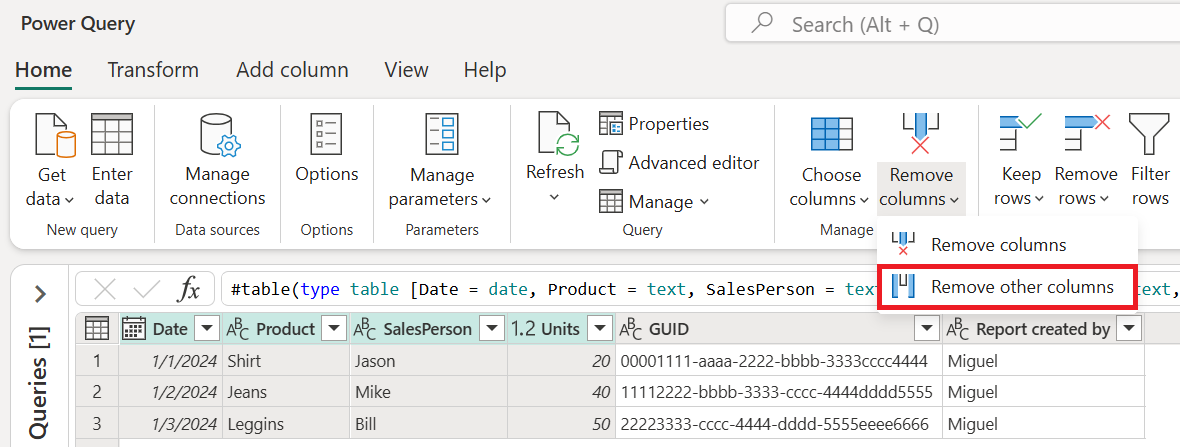 Power Query
Search (Alt + Q)
Home Transform Add column View Help
Get data
Enter data
New query
Manage connections
Data sources
Options
Options
Manage parameters
Parameters
Refresh
Properties
Advanced editor
Manage
Query
Choose columns
Remove columns
Manage
Keep rows
Remove rows
Filter rows
Remove columns
Remove other columns
Queries [1]
fx
#table(type table [Date = date, Product = text, SalesPerson = text
text,
Date ABC Product ABC SalesPerson 1.2 Units ABC GUID ABC Report created by
1 1/1/2024 Shirt Jason 20 00001111-aaaa-2222-bbbb-3333cccc4444 Miguel
2 1/2/2024 Jeans Mike 40 11112222-bbbb-3333-cccc-4444dddd5555 Miguel
3 1/3/2024 Leggins Bill 50 22223333-cccc-4444-dddd-5555eeee6666 Miguel